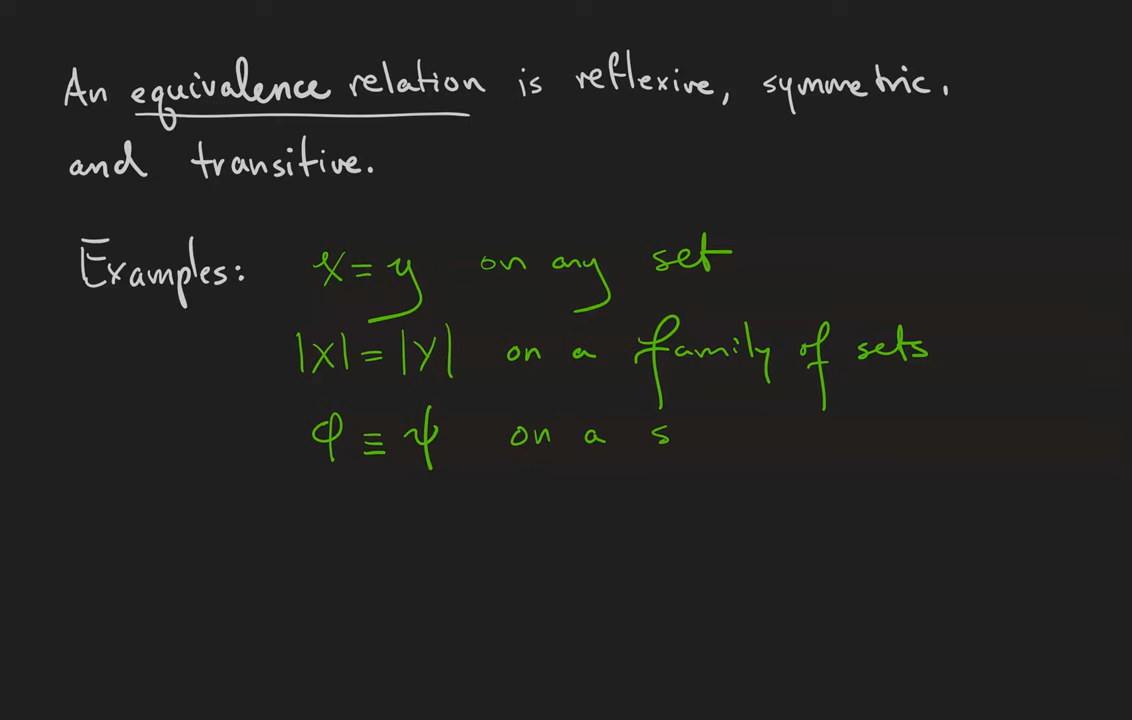 An equivalence relation is reflexive, symmetric.
and transitive.
Examples: x = y on any set
|X| = |Y| on a family of sets
φ ≡ ψ on a s